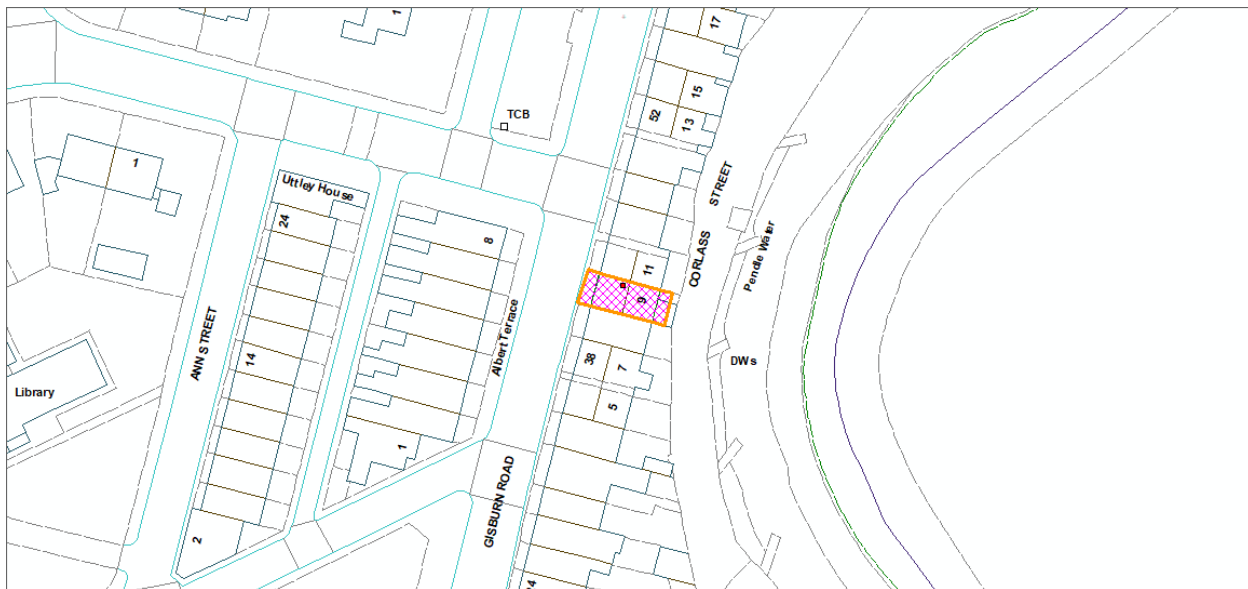 1
17
15
52
13
TCB
1
Uttley House
24
8
CORLASS STREET
11
9
Pendle Water
ANN STREET
14
Albert Terrace
38
7
DWs
Library
5
1
GISBURN ROAD
2